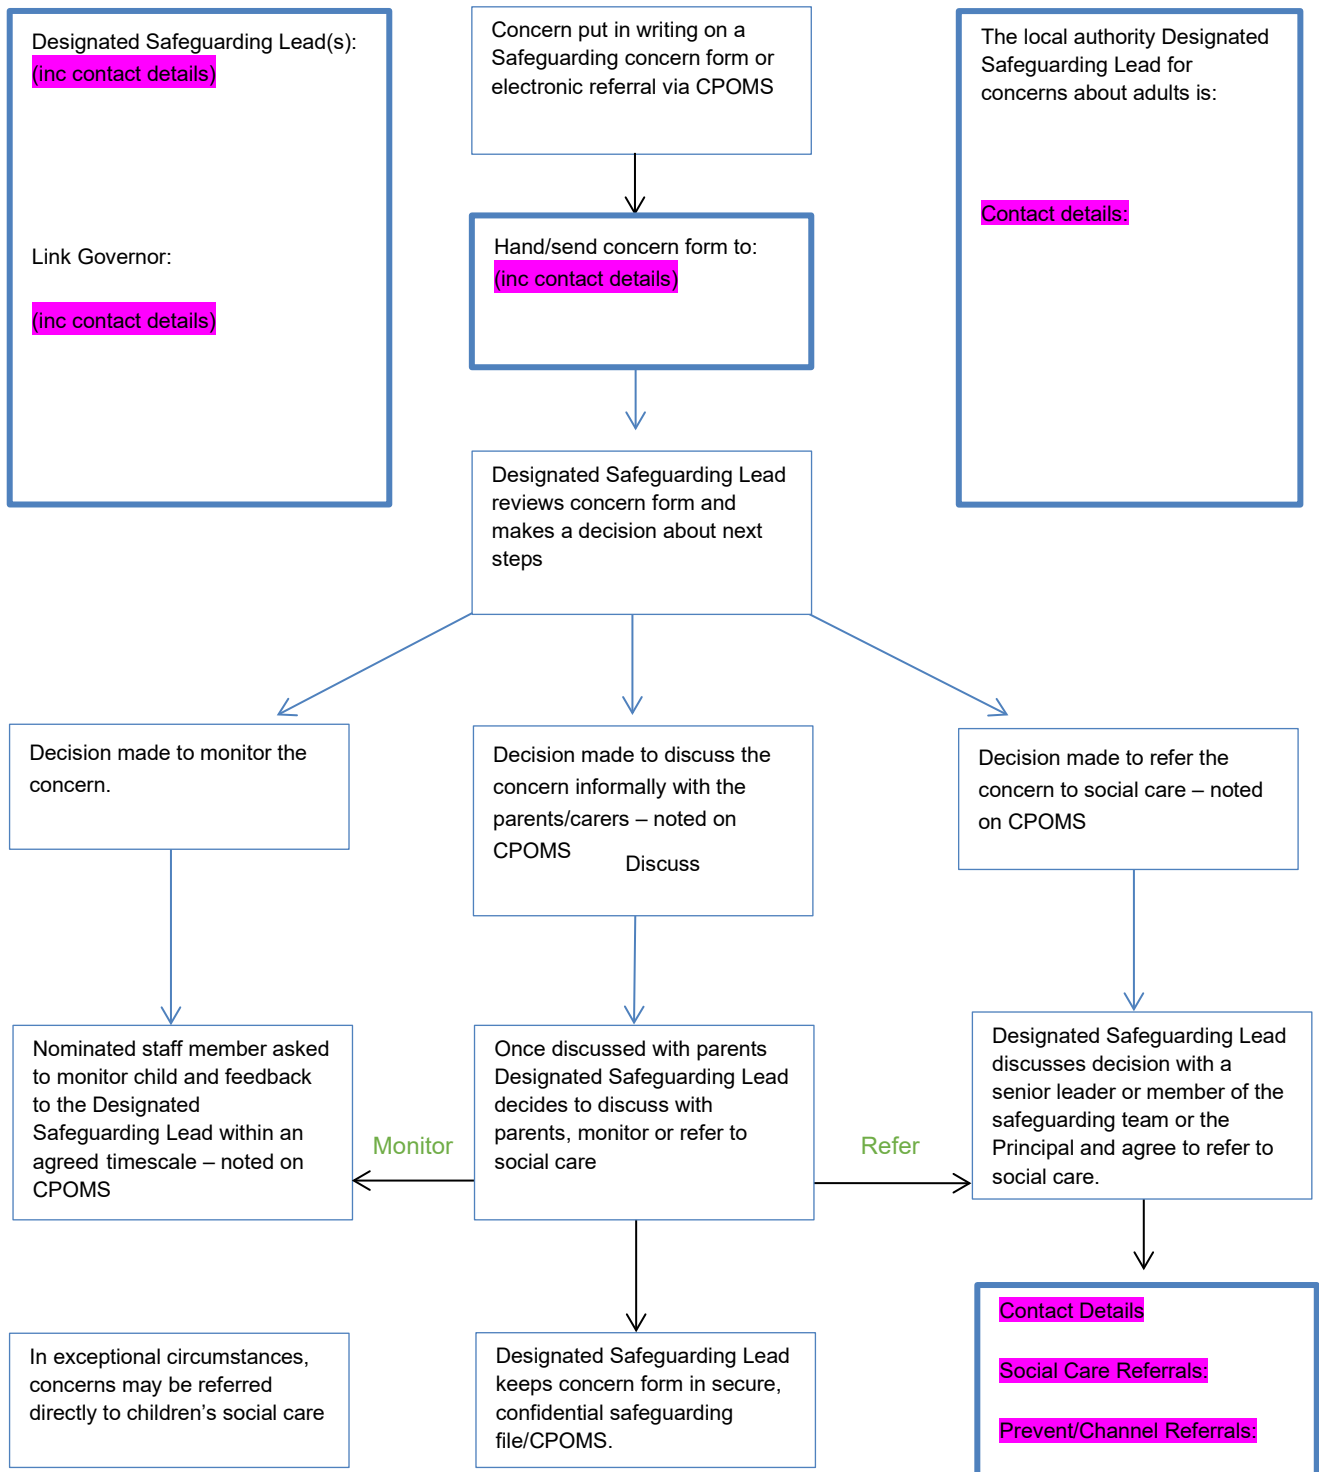 Designated Safeguarding Lead(s):
(inc contact details)
Link Governor:
(inc contact details)
Concern put in writing on a
Safeguarding concern form or
electronic referral via CPOMS
The local authority Designated
Safeguarding Lead for
concerns about adults is:
Contact details:
Hand/send concern form to:
(inc contact details)
Designated Safeguarding Lead
reviews concern form and
makes a decision about next
steps
Decision made to monitor the
concern.
Decision made to discuss the
concern informally with the
parents/carers – noted on
CPOMS
Discuss
Decision made to refer the
concern to social care – noted
on CPOMS
Nominated staff member asked
to monitor child and feedback
to the Designated
Safeguarding Lead within an
agreed timescale – noted on
CPOMS
Monitor
Once discussed with parents
Designated Safeguarding Lead
decides to discuss with
parents, monitor or refer to
social care
Refer
Designated Safeguarding Lead
discusses decision with a
senior leader or member of the
safeguarding team or the
Principal and agree to refer to
social care.
In exceptional circumstances,
concerns may be referred
directly to children’s social care
Designated Safeguarding Lead
keeps concern form in secure,
confidential safeguarding
file/CPOMS.
Contact Details
Social Care Referrals:
Prevent/Channel Referrals: